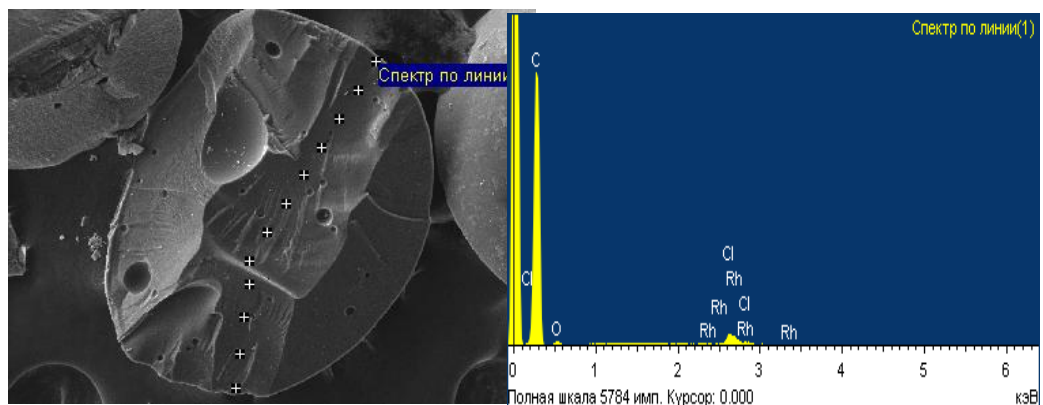 Спектр по линии
Спектр по линии(1)
C
Cl
O
Cl
Rh
Rh
Cl
Rh
Rh
Rh
0 1 2 3 4 5 6
Полная шкала 5784 имп. Курсор: 0.000
кэВ